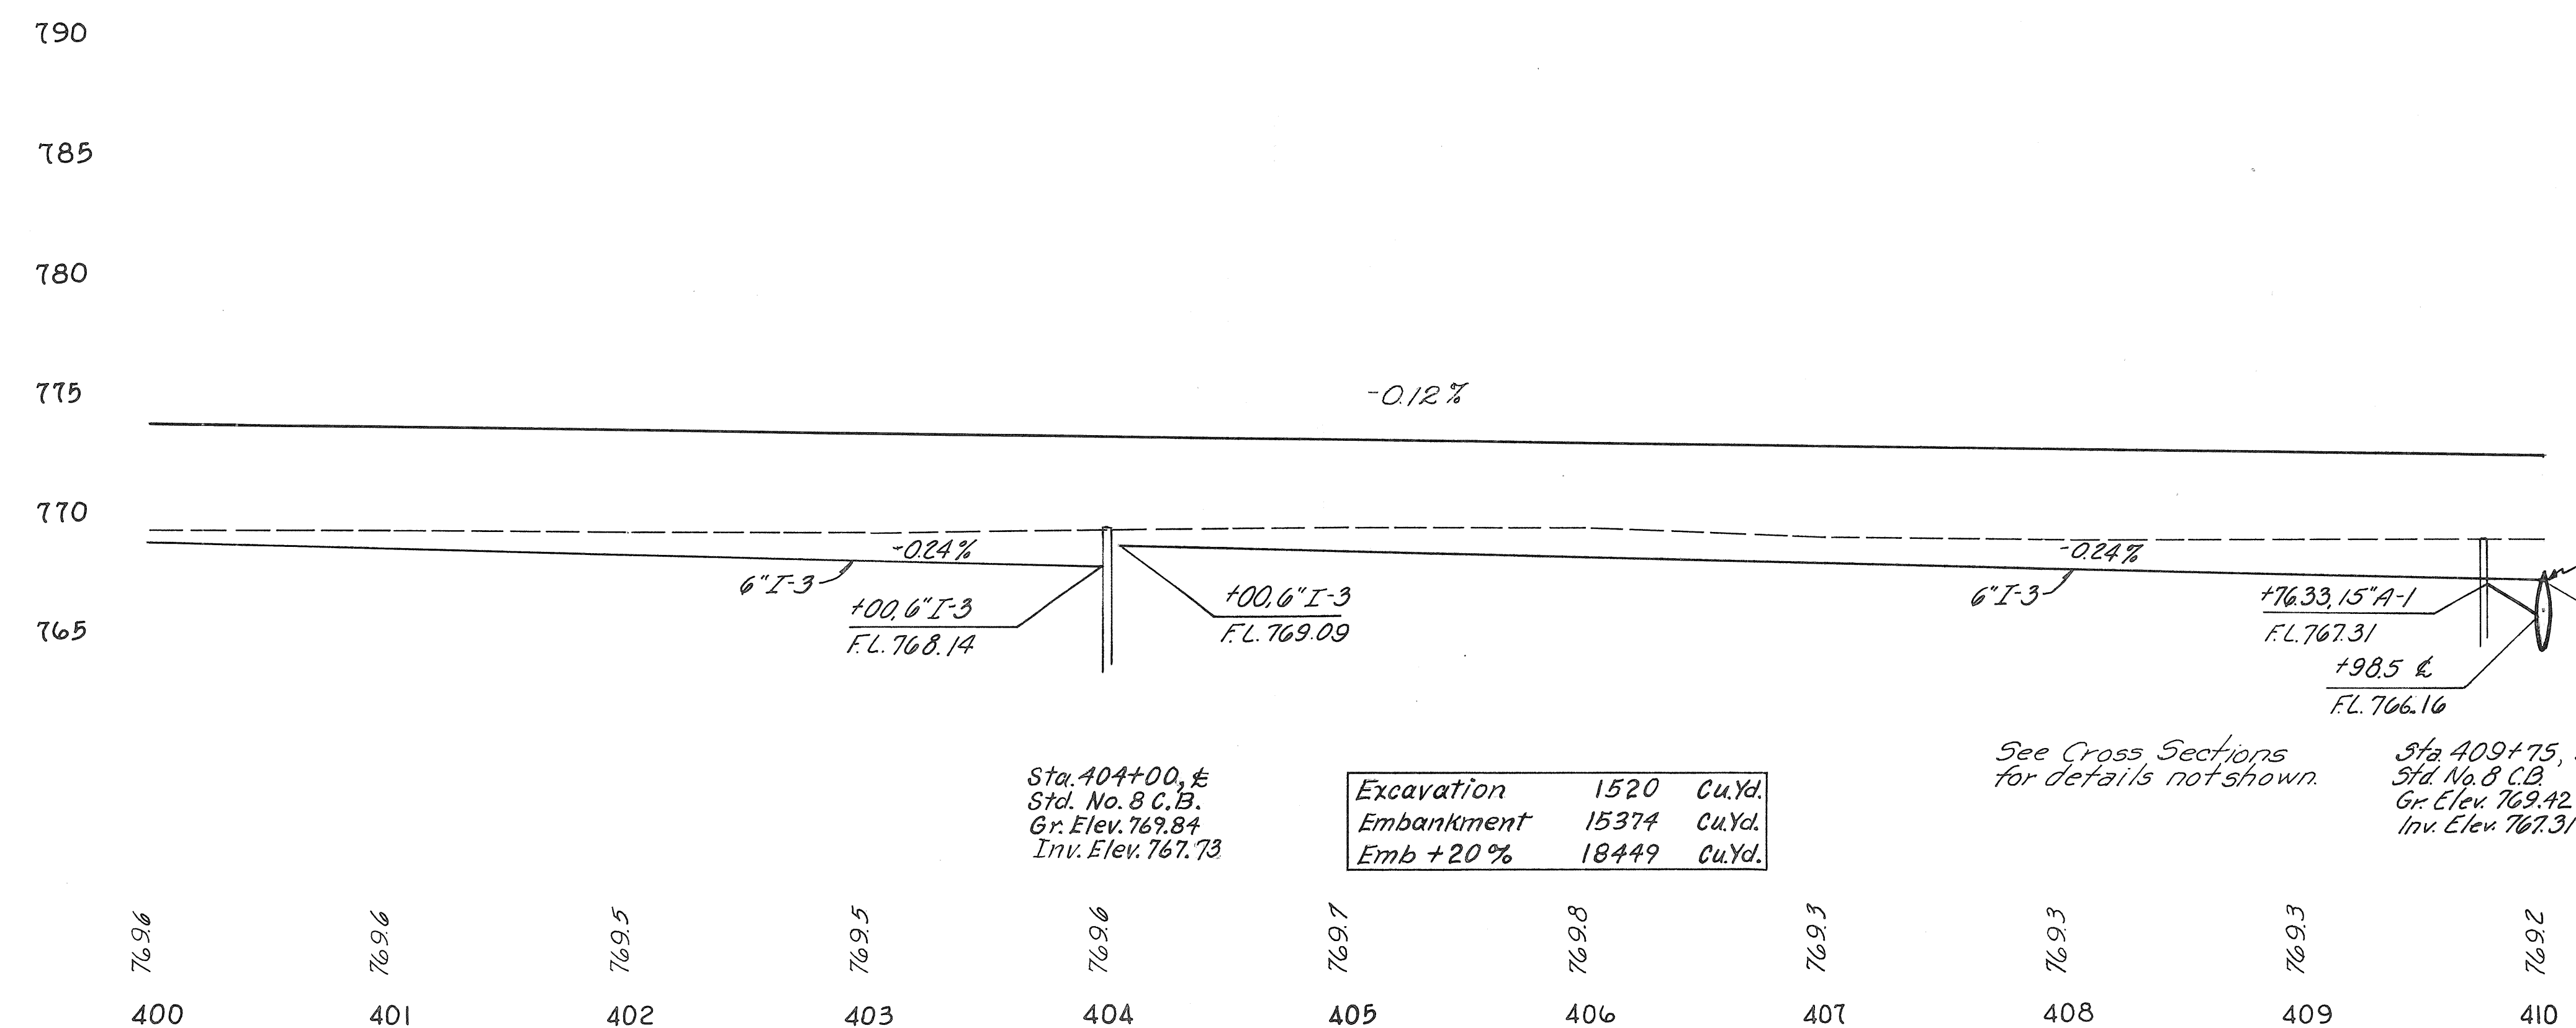 790
785
780
775
-0.12%
770
-0.24%
-0.24%
6"I-3
6"I-3
+00, 6"I-3
F.L. 768.14
+00, 6"I-3
F.L. 769.09
+76.33, 15"A-1
F.L. 767.31
765
+98.5 ℄
F.L. 766.16
See Cross Sections
for details not shown.
Sta. 404+00, ℄
Std. No. 8 C.B.
Gr. Elev. 769.84
Inv. Elev. 767.73
Excavation 1520 Cu.Yd.
Embankment 15374 Cu.Yd.
Emb +20% 18449 Cu.Yd.
Sta. 409+75,
Std. No. 8 C.B.
Gr. Elev. 769.42
Inv. Elev. 767.31
769.6 769.6 769.5 769.5 769.6 769.7 769.8 769.3 769.3 769.3 769.2
400 401 402 403 404 405 406 407 408 409 410